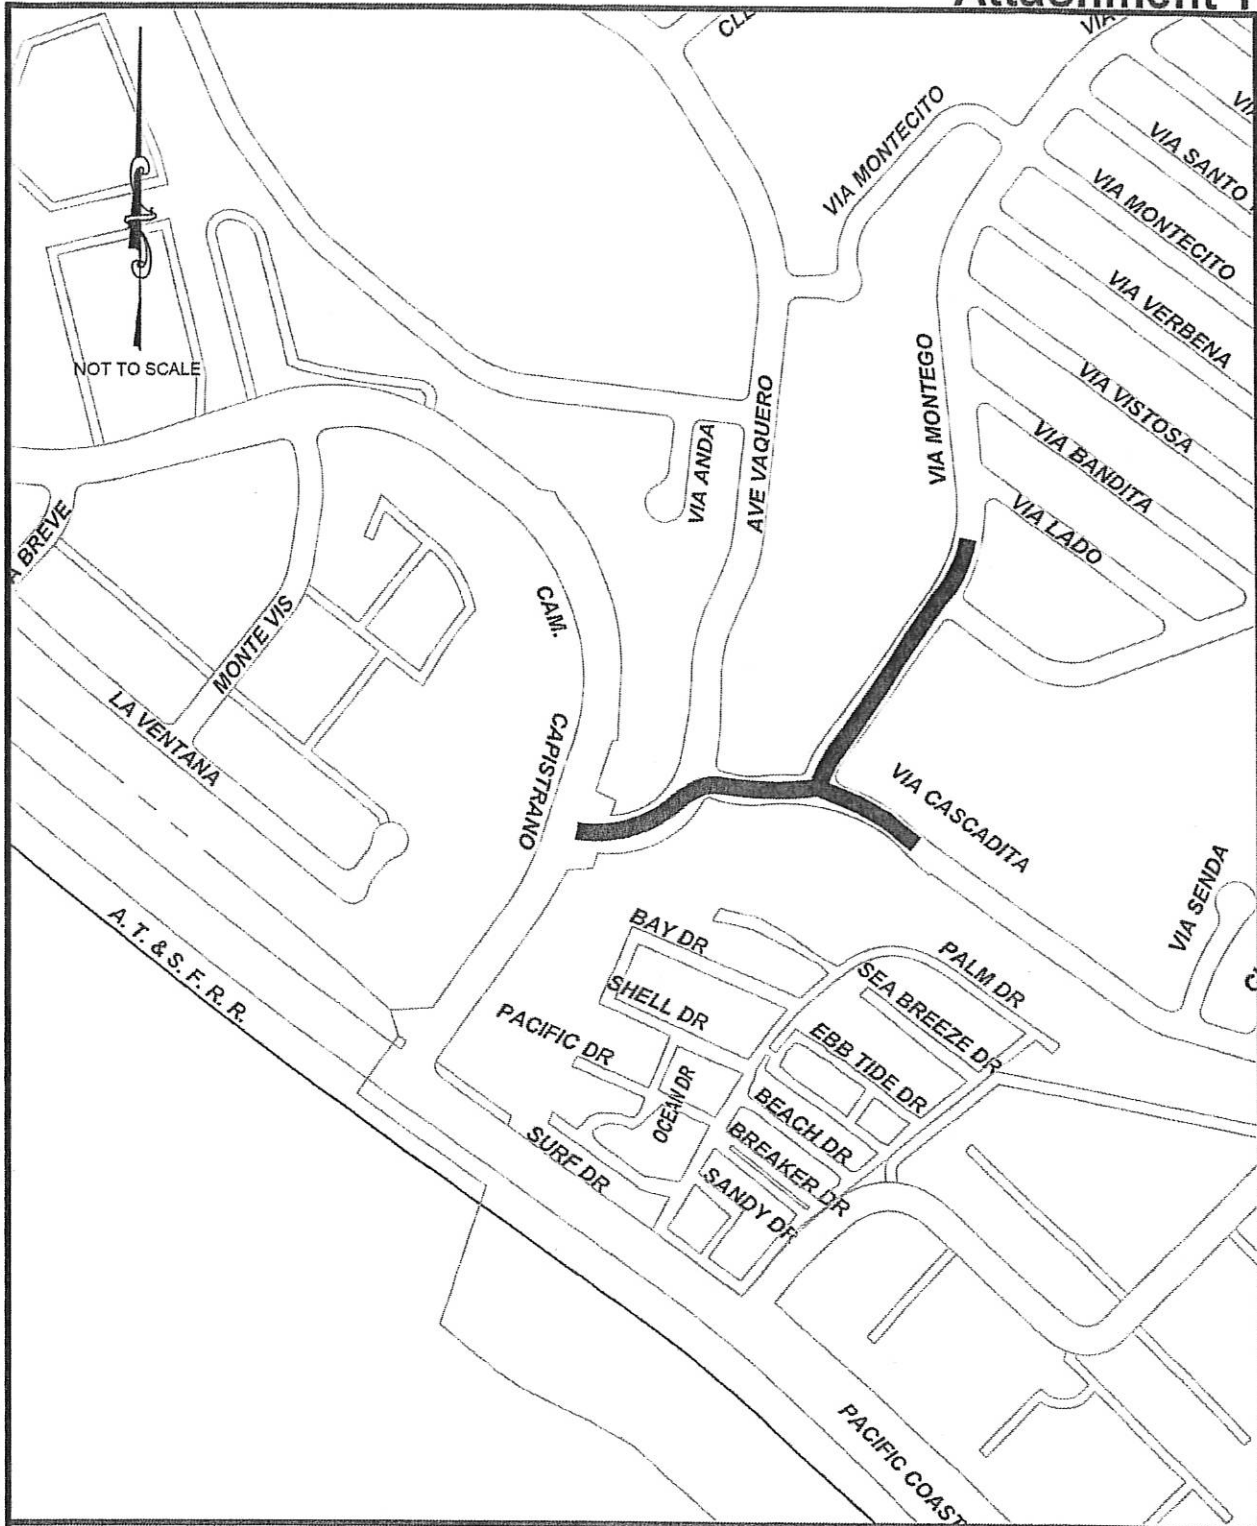 Attachment 1
NOT TO SCALE
VIA MONTECITO
VIA SANTO
VIA MONTECITO
VIA VERBENA
VIA VISTOSA
VIA BANDITA
VIA LADO
VIA MONTEGO
AVE VAQUERO
VIA ANDA
BREVE
MONTE VIS
LA VENTANA
CAM.
CAPISTRANO
VIA CASCADITA
VIA SENDA
A. T. & S. F. R. R.
BAY DR
SHELL DR
PACIFIC DR
OCEAN DR
SURF DR
PALM DR
SEA BREEZE DR
EBB TIDE DR
BEACH DR
BREAKER DR
SANDY DR
PACIFIC COAST